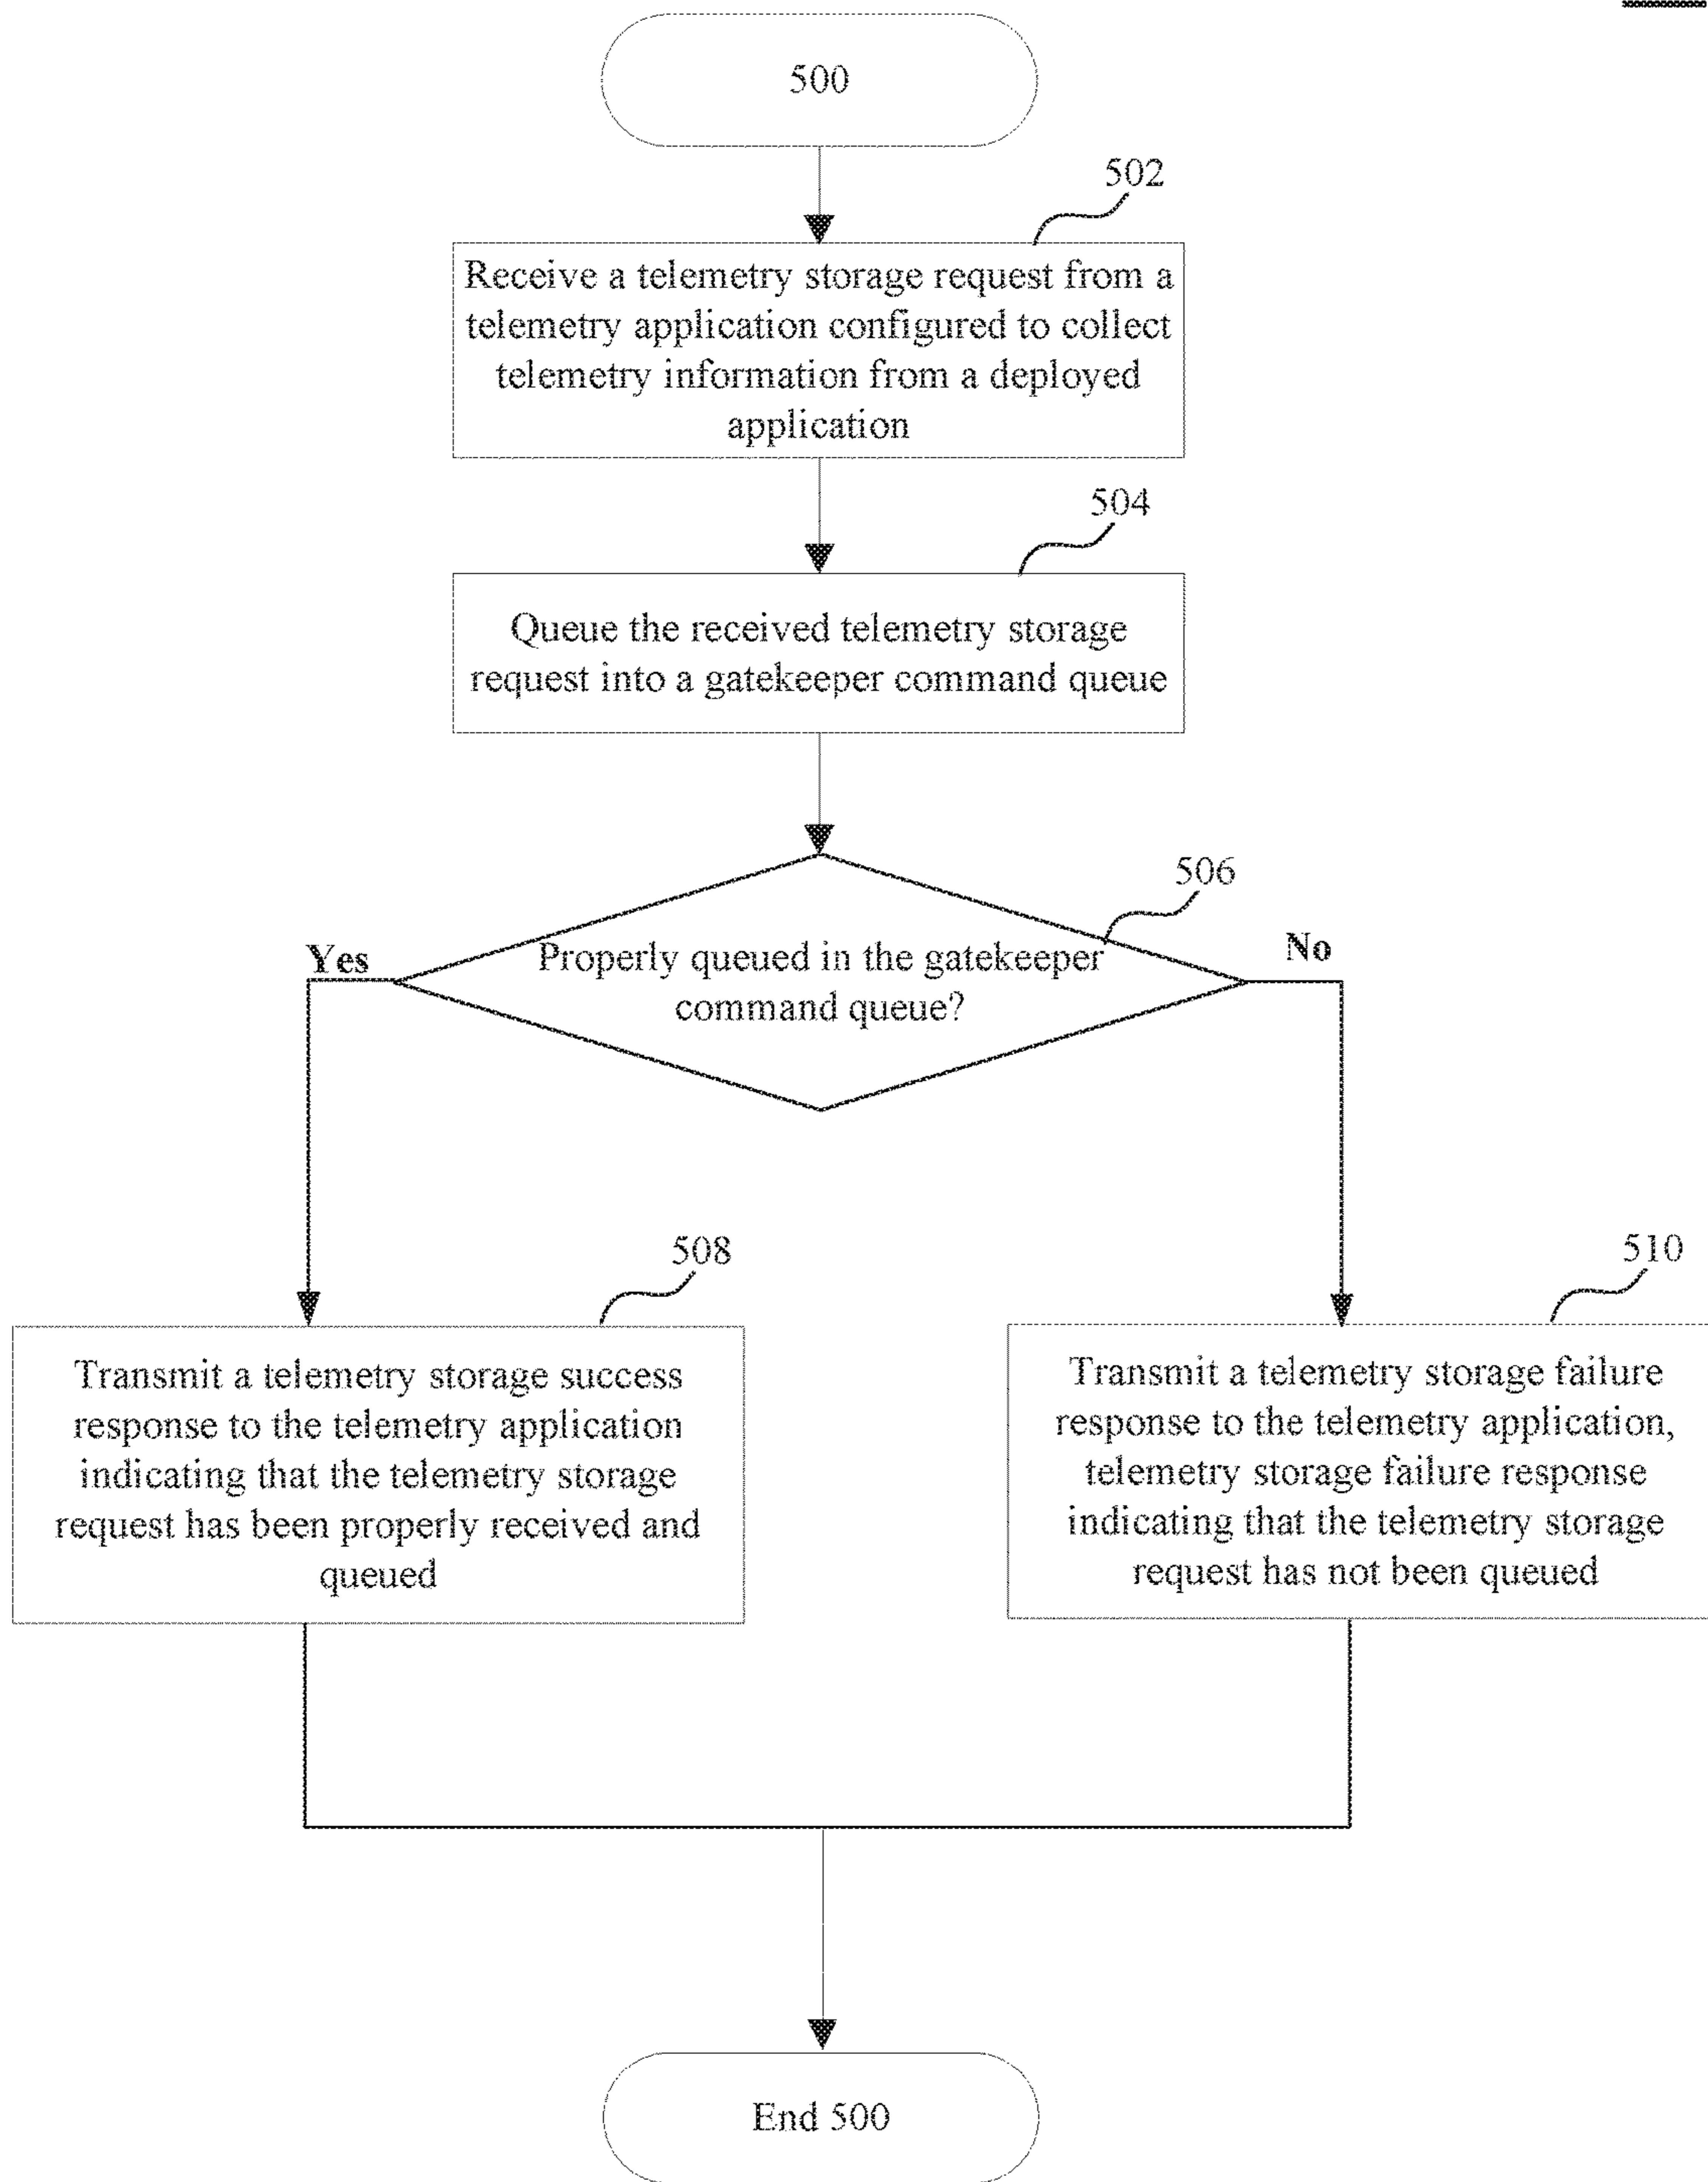 500
502
Receive a telemetry storage request from a
telemetry application configured to collect
telemetry information from a deployed
application
504
Queue the received telemetry storage
request into a gatekeeper command queue
506
Yes
Properly queued in the gatekeeper
command queue?
No
508
Transmit a telemetry storage success
response to the telemetry application
indicating that the telemetry storage
request has been properly received and
queued
510
Transmit a telemetry storage failure
response to the telemetry application,
telemetry storage failure response
indicating that the telemetry storage
request has not been queued
End 500